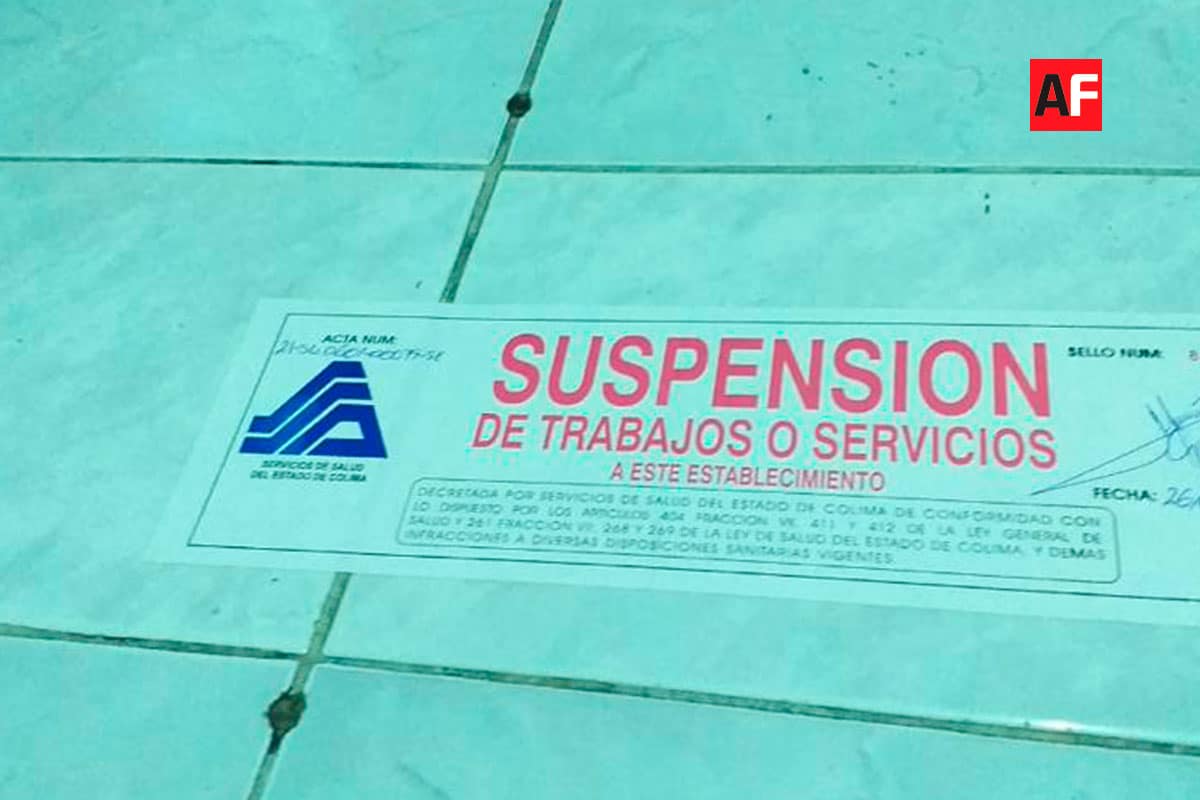 AF
ACTA NUM:
SERVICIOS DE SALUD
DEL ESTADO DE COLIMA
SUSPENSION
DE TRABAJOS O SERVICIOS
A ESTE ESTABLECIMIENTO
SELLO NUM: 8
FECHA: 26
DECRETADA POR SERVICIOS DE SALUD DEL ESTADO DE COLIMA DE CONFORMIDAD CON
LO DISPUESTO POR LOS ARTICULOS 404 FRACCION VII, 411 Y 412 DE LA LEY GENERAL DE
SALUD Y 261 FRACCION VII, 268 Y 269 DE LA LEY DE SALUD DEL ESTADO DE COLIMA, Y DEMAS
INFRACCIONES A DIVERSAS DISPOSICIONES SANITARIAS VIGENTES.